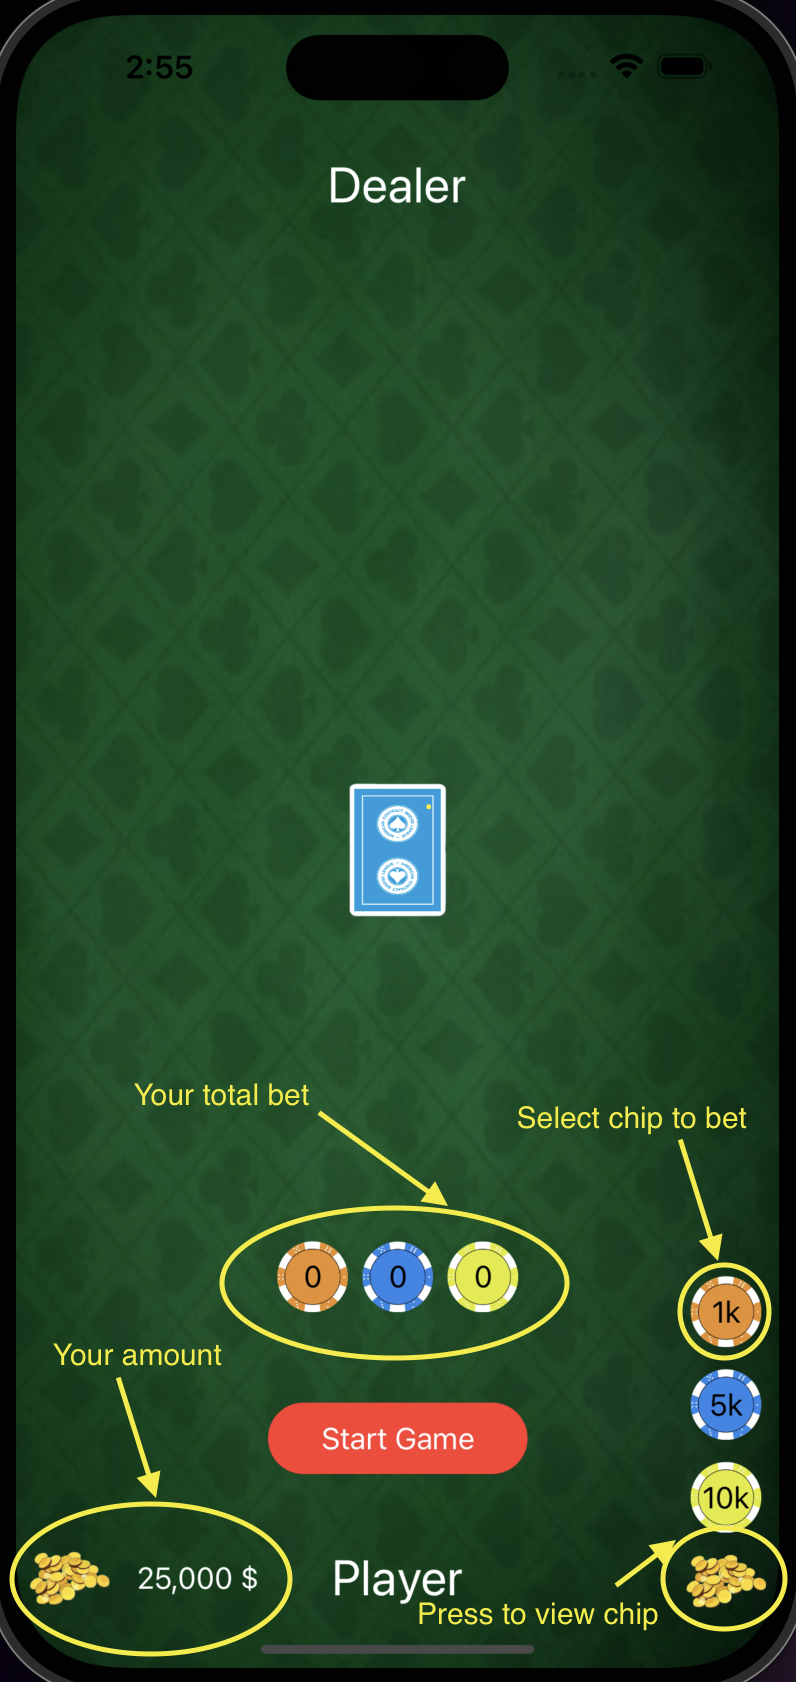 2:55
Dealer
Your total bet
Select chip to bet
0 0 0
1k
Your amount
5k
Start Game
10k
25,000 $
Player
Press to view chip